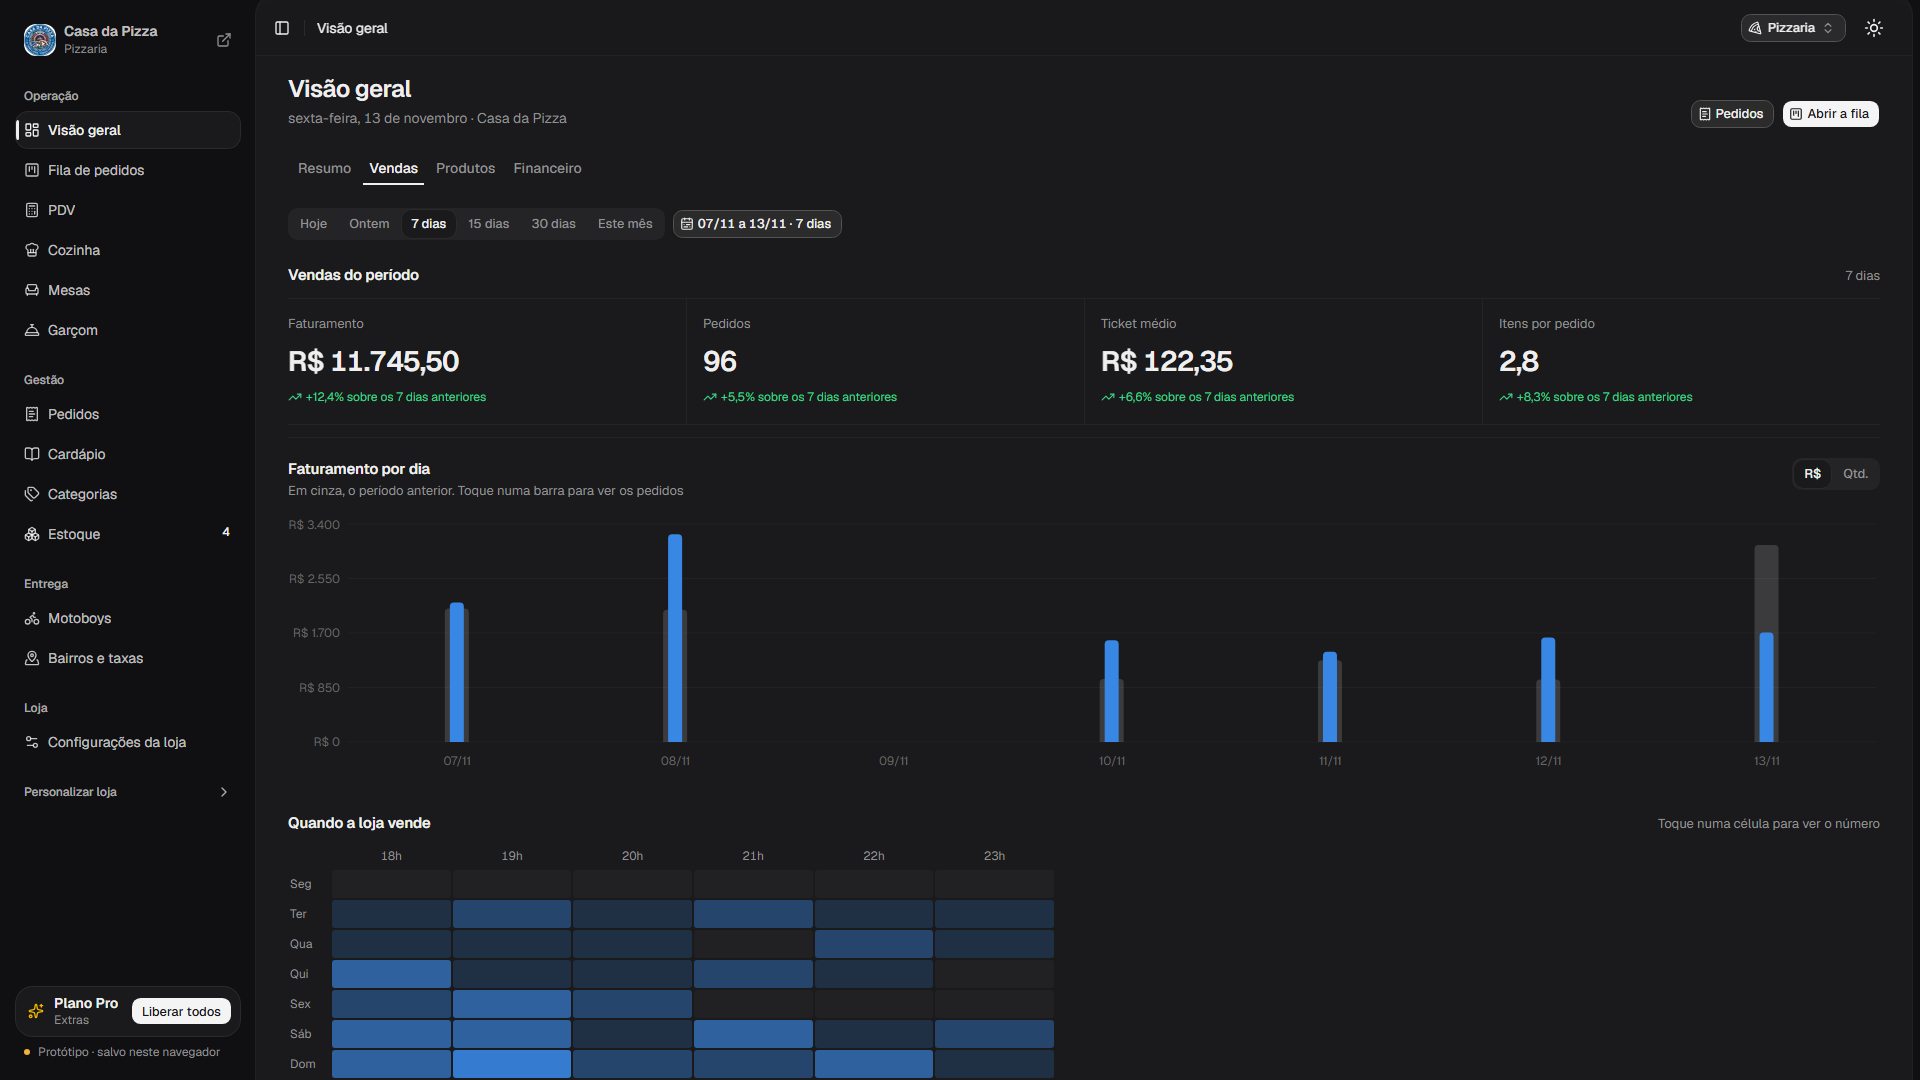 Casa da Pizza
Pizzaria
Operação
Visão geral
Fila de pedidos
PDV
Cozinha
Mesas
Garçom
Gestão
Pedidos
Cardápio
Categorias
Estoque 4
Entrega
Motoboys
Bairros e taxas
Loja
Configurações da loja
Personalizar loja
Plano Pro
Extras
Liberar todos
Protótipo · salvo neste navegador
Visão geral
Pizzaria
Visão geral
sexta-feira, 13 de novembro · Casa da Pizza
Pedidos
Abrir a fila
Resumo Vendas Produtos Financeiro
Hoje Ontem 7 dias 15 dias 30 dias Este mês 07/11 a 13/11 · 7 dias
Vendas do período
7 dias
Faturamento
R$ 11.745,50
+12,4% sobre os 7 dias anteriores
Pedidos
96
+5,5% sobre os 7 dias anteriores
Ticket médio
R$ 122,35
+6,6% sobre os 7 dias anteriores
Itens por pedido
2,8
+8,3% sobre os 7 dias anteriores
Faturamento por dia
Em cinza, o período anterior. Toque numa barra para ver os pedidos
R$ Qtd.
R$ 3.400
R$ 2.550
R$ 1.700
R$ 850
R$ 0
07/11 08/11 09/11 10/11 11/11 12/11 13/11
Quando a loja vende
Toque numa célula para ver o número
18h 19h 20h 21h 22h 23h
Seg
Ter
Qua
Qui
Sex
Sáb
Dom